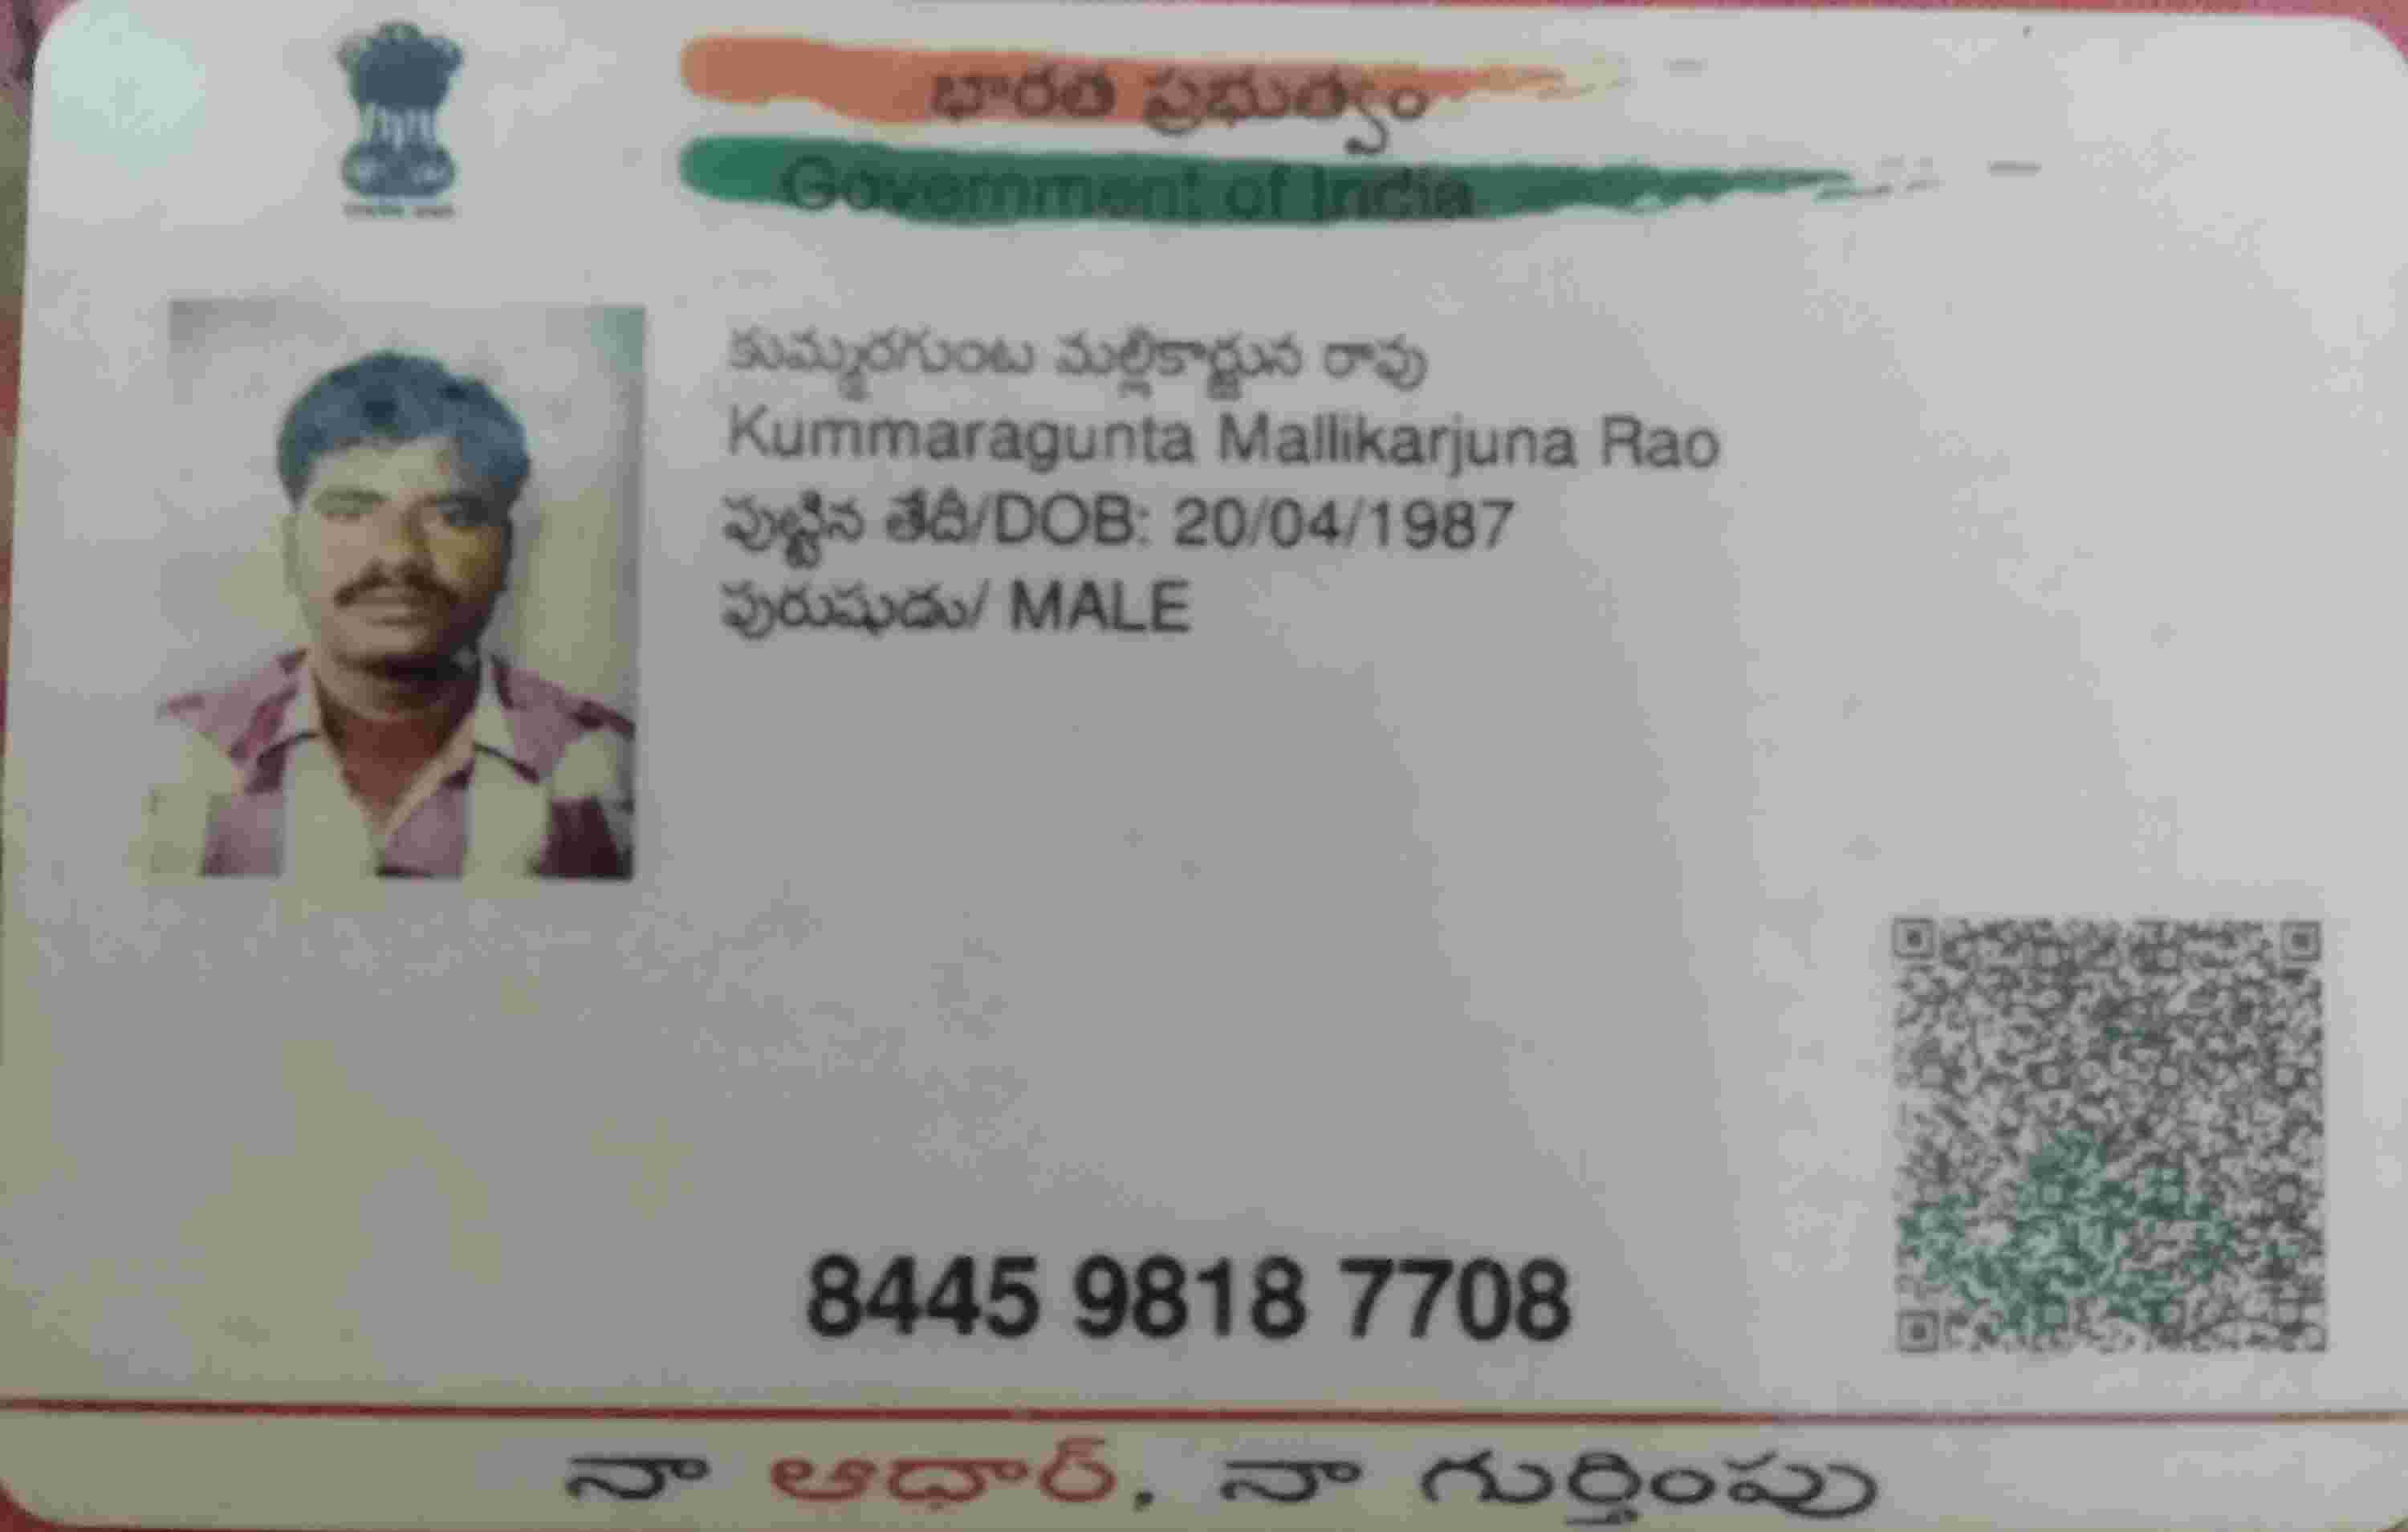 భారత ప్రభుత్వం
Government of India
కుమ్మరగుంట మల్లికార్జున రావు
Kummaragunta Mallikarjuna Rao
పుట్టిన తేదీ/DOB: 20/04/1987
పురుషుడు/ MALE
8445 9818 7708
నా ఆధార్, నా గుర్తింపు